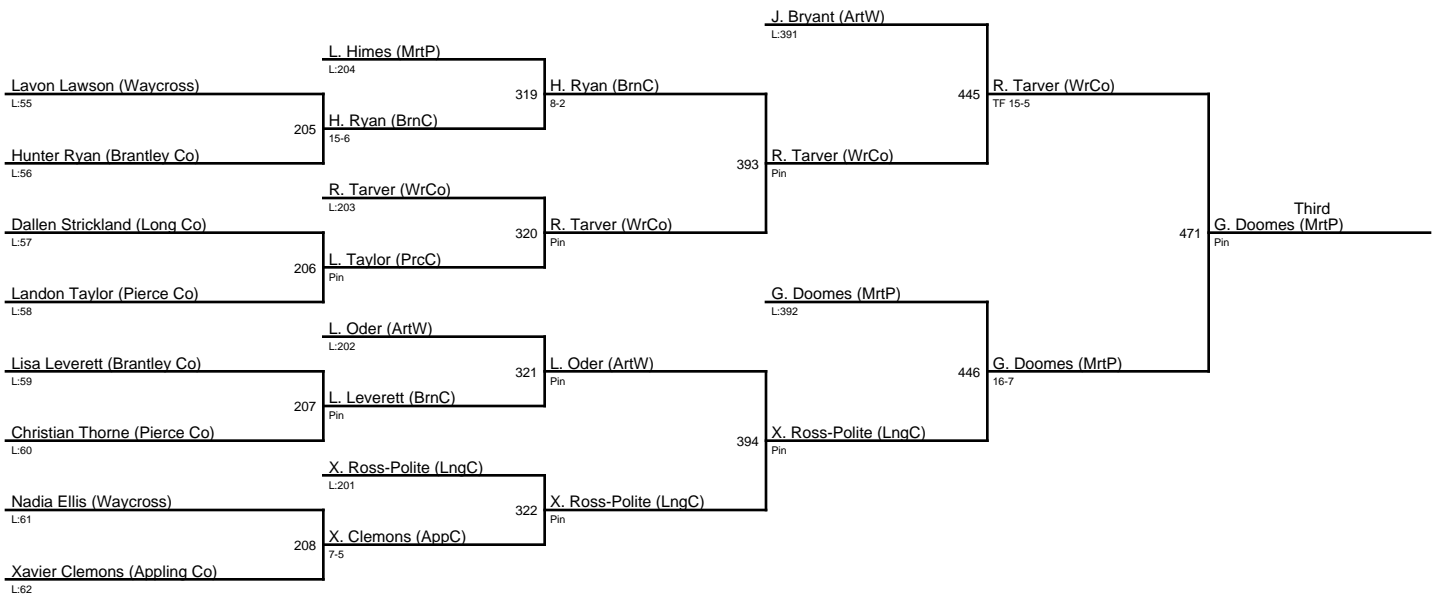 J. Bryant (ArtW)
L:391
L. Himes (MrtP)
L:204
Lavon Lawson (Waycross)
L:55
319
H. Ryan (BrnC)
8-2
445
R. Tarver (WrCo)
TF 15-5
205
H. Ryan (BrnC)
15-6
Hunter Ryan (Brantley Co)
L:56
393
R. Tarver (WrCo)
Pin
R. Tarver (WrCo)
L:203
Third
Dallen Strickland (Long Co)
L:57
320
R. Tarver (WrCo)
Pin
471
G. Doomes (MrtP)
Pin
206
L. Taylor (PrcC)
Pin
Landon Taylor (Pierce Co)
L:58
G. Doomes (MrtP)
L:392
L. Oder (ArtW)
L:202
Lisa Leverett (Brantley Co)
L:59
321
L. Oder (ArtW)
Pin
446
G. Doomes (MrtP)
16-7
207
L. Leverett (BrnC)
Pin
Christian Thorne (Pierce Co)
L:60
394
X. Ross-Polite (LngC)
Pin
X. Ross-Polite (LngC)
L:201
Nadia Ellis (Waycross)
L:61
322
X. Ross-Polite (LngC)
Pin
208
X. Clemons (AppC)
7-5
Xavier Clemons (Appling Co)
L:62